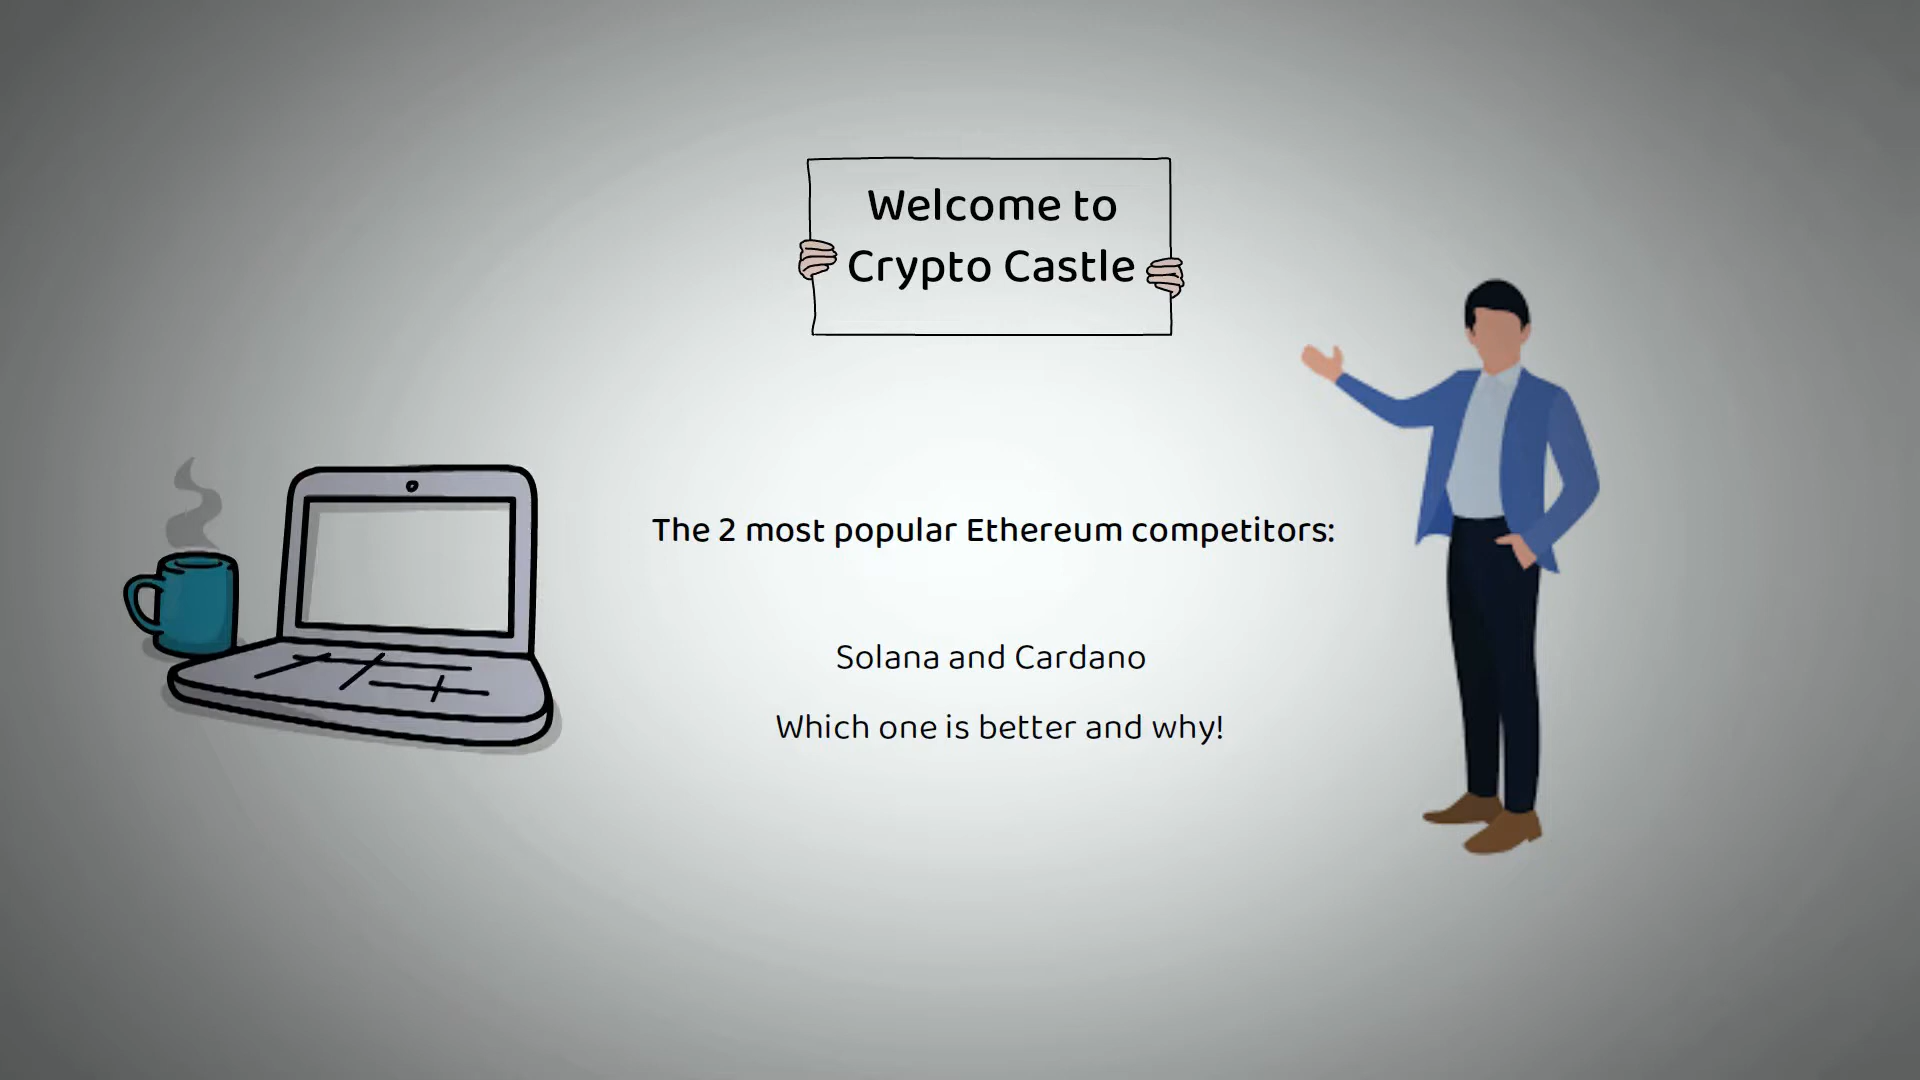 Welcome to
Crypto Castle
The 2 most popular Ethereum competitors:
Solana and Cardano
Which one is better and why!